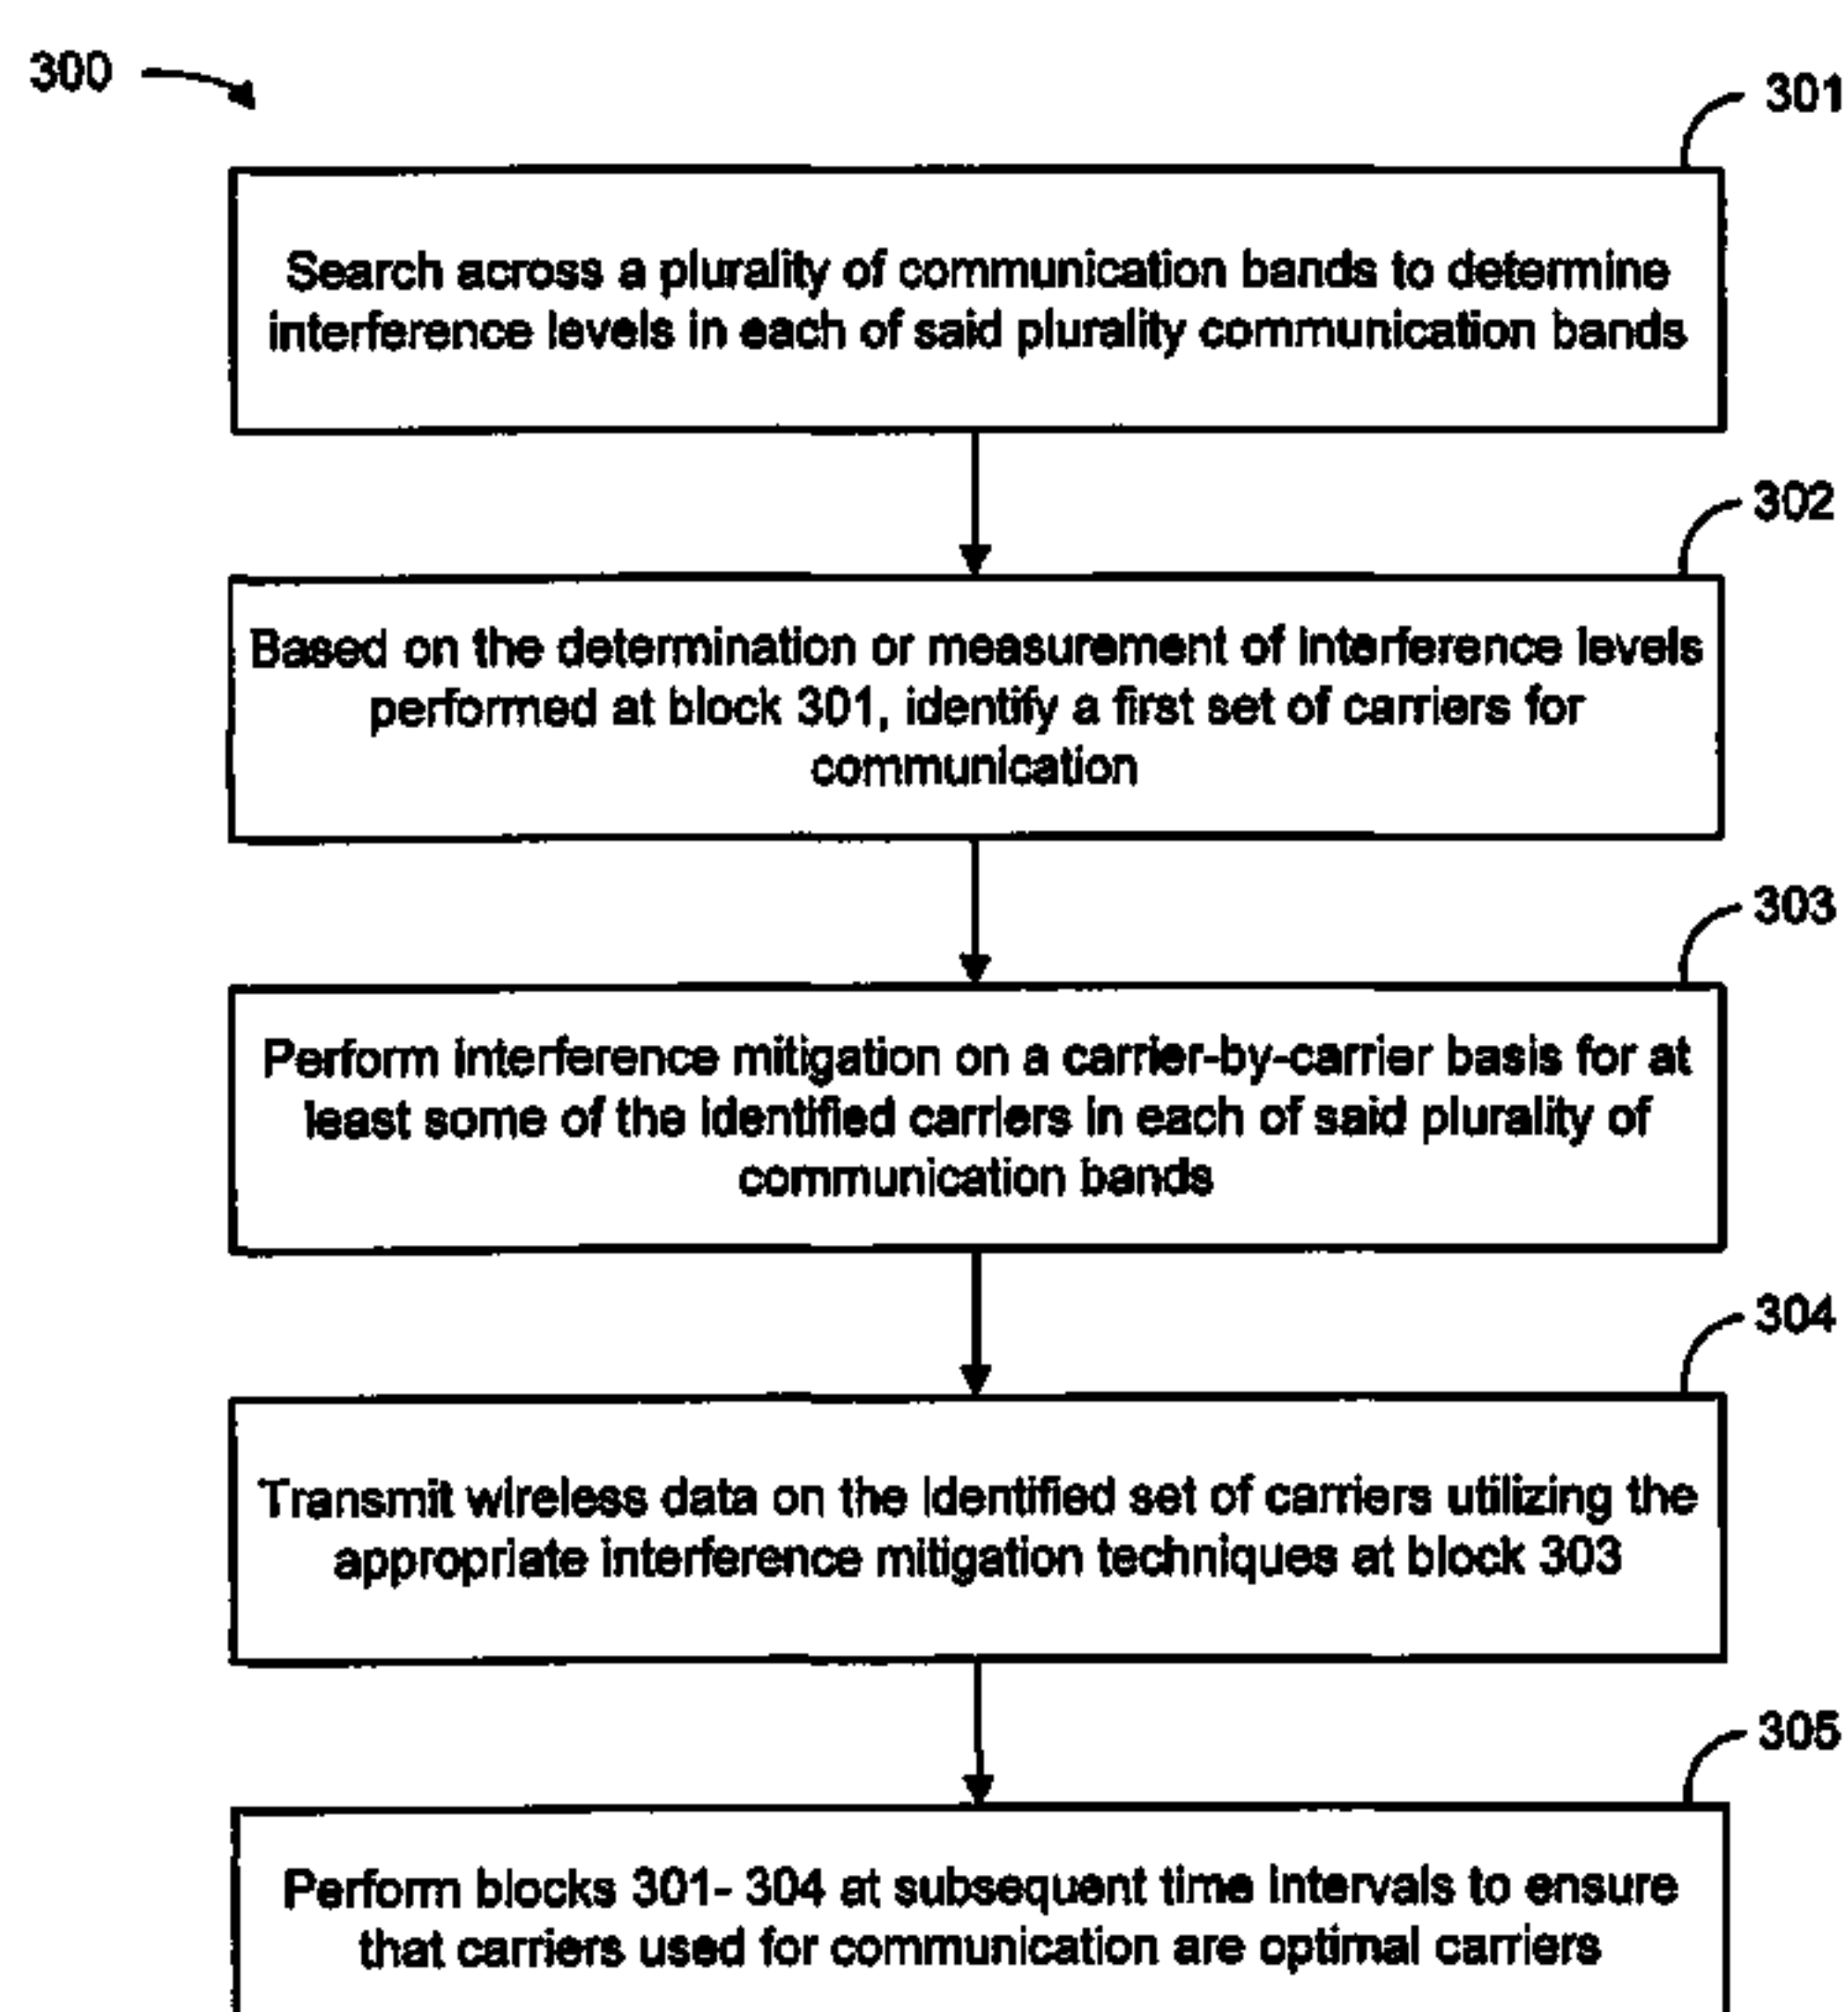 300
301
Search across a plurality of communication bands to determine
interference levels in each of said plurality communication bands
302
Based on the determination or measurement of interference levels
performed at block 301, identify a first set of carriers for
communication
303
Perform interference mitigation on a carrier-by-carrier basis for at
least some of the identified carriers in each of said plurality of
communication bands
304
Transmit wireless data on the identified set of carriers utilizing the
appropriate interference mitigation techniques at block 303
305
Perform blocks 301- 304 at subsequent time intervals to ensure
that carriers used for communication are optimal carriers